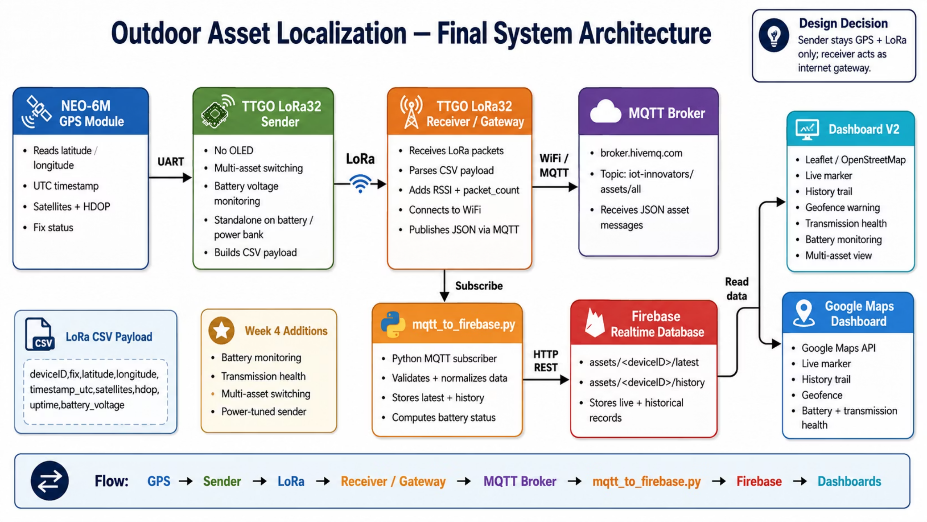 Outdoor Asset Localization — Final System Architecture
Design Decision
Sender stays GPS + LoRa
only; receiver acts as
internet gateway.
NEO-6M
GPS Module
• Reads latitude /
longitude
• UTC timestamp
• Satellites + HDOP
• Fix status
UART
TTGO LoRa32
Sender
• No OLED
• Multi-asset switching
• Battery voltage
monitoring
• Standalone on battery /
power bank
• Builds CSV payload
LoRa
TTGO LoRa32
Receiver / Gateway
• Receives LoRa packets
• Parses CSV payload
• Adds RSSI + packet_count
• Connects to WiFi
• Publishes JSON via MQTT
WiFi /
MQTT
MQTT Broker
• broker.hivemq.com
• Topic: iot-innovators/
assets/all
• Receives JSON asset
messages
Dashboard V2
• Leaflet / OpenStreetMap
• Live marker
• History trail
• Geofence warning
• Transmission health
• Battery monitoring
• Multi-asset view
Subscribe
Read
data
CSV
LoRa CSV Payload
deviceID,fix,latitude,longitude,
timestamp_utc,satellites,hdop,
uptime,battery_voltage
Week 4 Additions
• Battery monitoring
• Transmission health
• Multi-asset switching
• Power-tuned sender
mqtt_to_firebase.py
• Python MQTT subscriber
• Validates + normalizes data
• Stores latest + history
• Computes battery status
HTTP
REST
Firebase
Realtime Database
• assets/<deviceID>/latest
• assets/<deviceID>/history
• Stores live + historical
records
Google Maps
Dashboard
• Google Maps API
• Live marker
• History trail
• Geofence
• Battery + transmission
health
Flow: GPS → Sender → LoRa → Receiver / Gateway → MQTT Broker → mqtt_to_firebase.py → Firebase → Dashboards